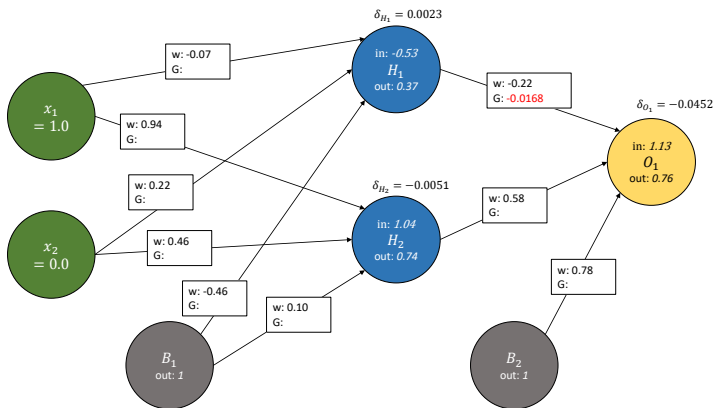 δ_{H_1} = 0.0023
w: -0.07
G:
in: -0.53
H_1
out: 0.37
w: -0.22
G: -0.0168
δ_{O_1} = −0.0452
x_1
= 1.0
w: 0.94
G:
in: 1.13
O_1
out: 0.76
w: 0.22
G:
δ_{H_2} = −0.0051
w: 0.58
G:
x_2
= 0.0
w: 0.46
G:
in: 1.04
H_2
out: 0.74
w: -0.46
G:
w: 0.10
G:
w: 0.78
G:
B_1
out: 1
B_2
out: 1